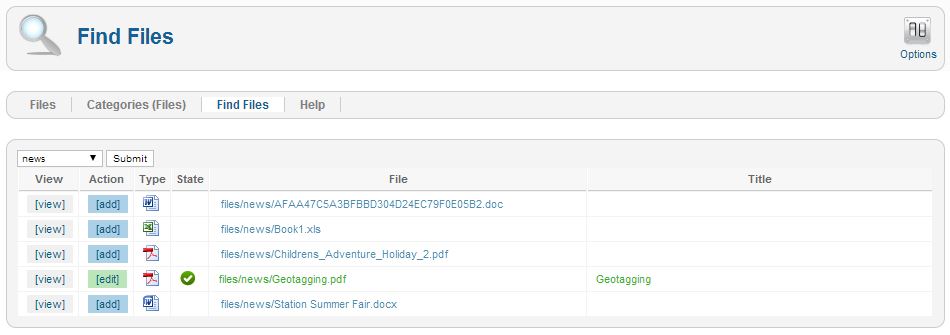 Find Files
Options
Files Categories (Files) Find Files Help
news Submit
View Action Type State File Title
[view] [add] files/news/AFAA47C5A3BFBBD304D24EC79F0E05B2.doc
[view] [add] files/news/Book1.xls
[view] [add] files/news/Childrens_Adventure_Holiday_2.pdf
[view] [edit] files/news/Geotagging.pdf Geotagging
[view] [add] files/news/Station Summer Fair.docx